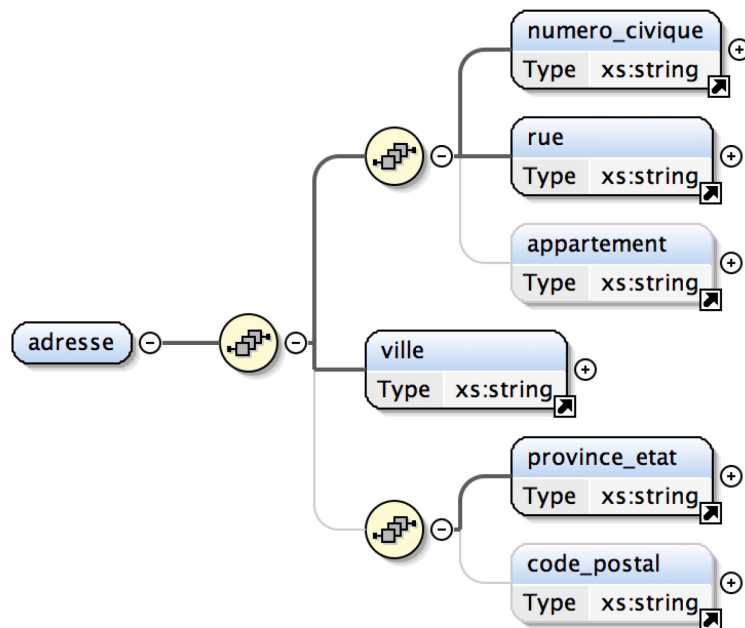 numero_civique
Type xs:string
rue
Type xs:string
appartement
Type xs:string
adresse
ville
Type xs:string
province_etat
Type xs:string
code_postal
Type xs:string